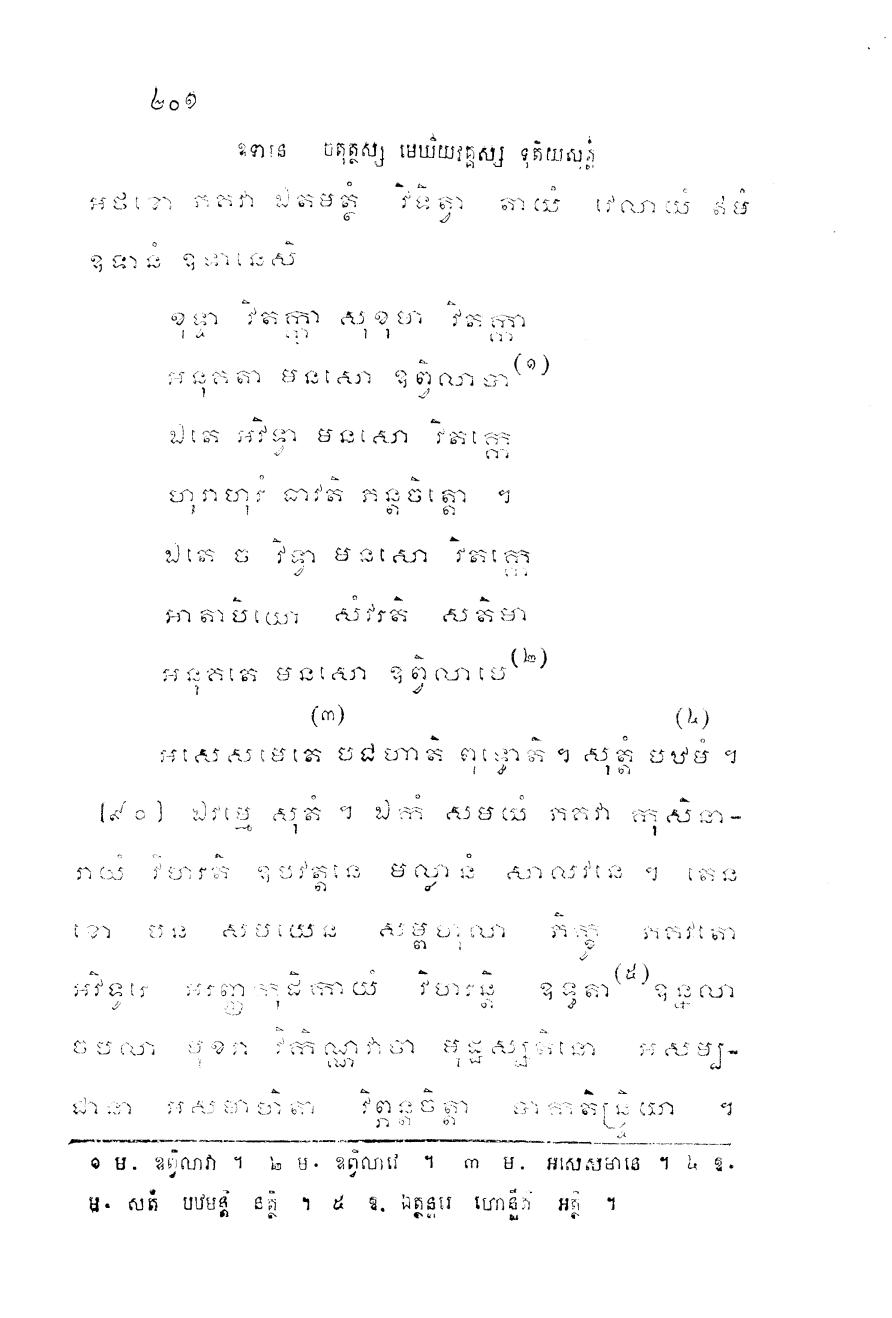 ២០១
ឧទានេ ចតុត្ថស្ស មេឃិយវគ្គស្ស ទុតិយសុត្តំ
អថខោ ភគវា ឯតមត្ថំ វិទិត្វា តាយំ វេលាយំ ឥមំ
ឧទានំ ឧទានេសិ
ខុទ្ទា វិតក្កា សុខុមា វិតក្កា
អនុគតា មនសោ ឧព្វិលាបា(១)
ឯតេ អវិទ្វា មនសោ វិតក្កេ
ហុរាហុរំ ធាវតិ ភន្តចិត្តោ ។
ឯតេ ច វិទ្វា មនសោ វិតក្កេ
អាតាបិយោ សំវរតិ សតិមា
អនុគតេ មនសោ ឧព្វិលាបេ(២)
(៣) (៤)
អសេសមេតេ បជហាតិ ពុទ្ធោតិ ។ សុត្តំ បឋមំ ។
[៩០] ឯវម្មេ សុតំ ។ ឯកំ សមយំ ភគវា កុសិនា-
រាយំ វិហរតិ ឧបវត្តនេ មល្លានំ សាលវនេ ។ តេន
ខោ បន សមយេន សម្ពហុលា ភិក្ខូ ភគវតោ
អវិទូរេ អរញ្ញកុដិកាយំ វិហរន្តិ ឧទ្ធតា(៥) ឧន្នលា
ចបលា មុខរា វិកិណ្ណវាចា មុដ្ឋស្សតិនោ អសម្ប-
ជានា អសមាហិតា វិព្ភន្តចិត្តា បាកតិន្ទ្រិយា ។
១ ម. ឧព្វិលាវា ។ ២ ម. ឧព្វិលាវេ ។ ៣ ម. អសេសមានេ ។ ៤ ឱ.
ម. សុត្តំ បឋមន្តិ នត្ថិ ។ ៥ ឱ. ឯត្ថន្តរេ ហោន្តីតិ អត្ថិ ។